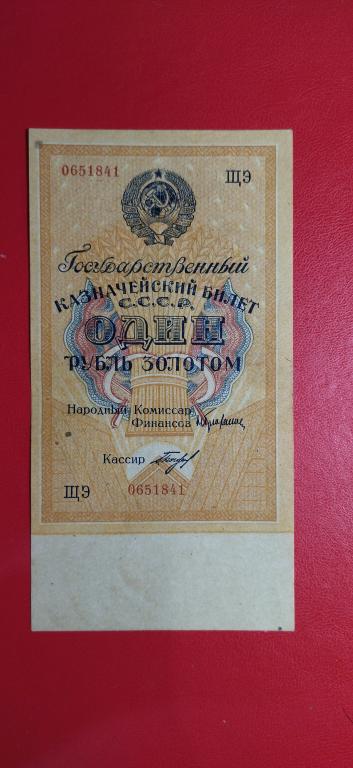 0651841 ЩЭ
Государственный
КАЗНАЧЕЙСКИЙ БИЛЕТ
С.С.С.Р.
ОДИН
РУБЛЬ ЗОЛОТОМ
Народный Комиссар
Финансов
Кассир
ЩЭ 0651841